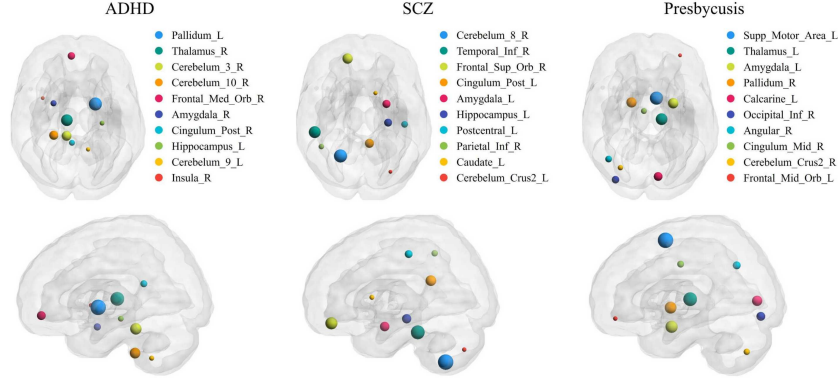 ADHD
Pallidum_L
Thalamus_R
Cerebelum_3_R
Cerebelum_10_R
Frontal_Med_Orb_R
Amygdala_R
Cingulum_Post_R
Hippocampus_L
Cerebelum_9_L
Insula_R
SCZ
Cerebelum_8_R
Temporal_Inf_R
Frontal_Sup_Orb_R
Cingulum_Post_L
Amygdala_L
Hippocampus_L
Postcentral_L
Parietal_Inf_R
Caudate_L
Cerebelum_Crus2_L
Presbycusis
Supp_Motor_Area_L
Thalamus_L
Amygdala_L
Pallidum_R
Calcarine_L
Occipital_Inf_R
Angular_R
Cingulum_Mid_R
Cerebelum_Crus2_R
Frontal_Mid_Orb_L